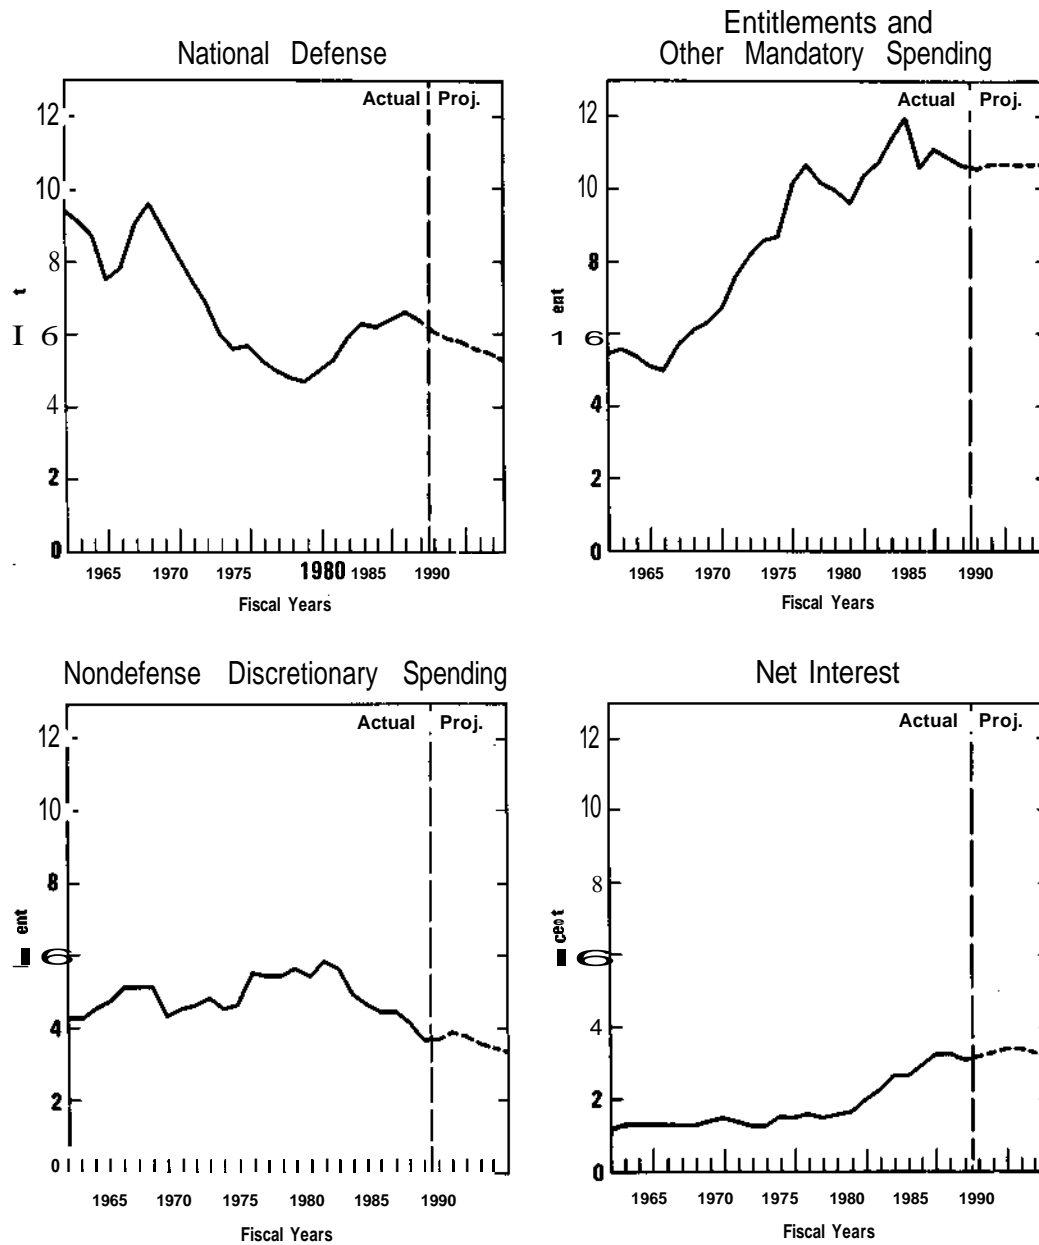 National Defense
Actual Proj.
12
10
8
6
4
2
0
1965 1970 1975 1980 1985 1990
Fiscal Years
Entitlements and
Other Mandatory Spending
Actual Proj.
12
10
8
ent
6
4
2
0
1965 1970 1975 1980 1985 1990
Fiscal Years
Nondefense Discretionary Spending
Actual Proj.
12
10
8
ent
6
4
2
0
1965 1970 1975 1980 1985 1990
Fiscal Years
Net Interest
Actual Proj.
12
10
8
6
4
2
0
1965 1970 1975 1980 1985 1990
Fiscal Years